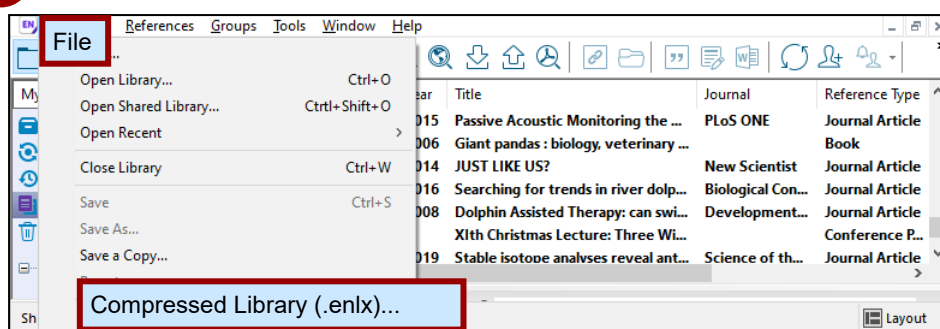 EN
References Groups Tools Window Help
File
...
Open Library... Ctrl+O
Open Shared Library... Ctrtl+Shift+O
Open Recent >
Close Library Ctrl+W
Save Ctrl+S
Save As...
Save a Copy...
Compressed Library (.enlx)...
My
ear Title Journal Reference Type
015 Passive Acoustic Monitoring the ... PLoS ONE Journal Article
006 Giant pandas : biology, veterinary ... Book
014 JUST LIKE US? New Scientist Journal Article
016 Searching for trends in river dolp... Biological Con... Journal Article
008 Dolphin Assisted Therapy: can swi... Development... Journal Article
XIth Christmas Lecture: Three Wi... Conference P...
019 Stable isotope analyses reveal ant... Science of th... Journal Article
Sh
Layout